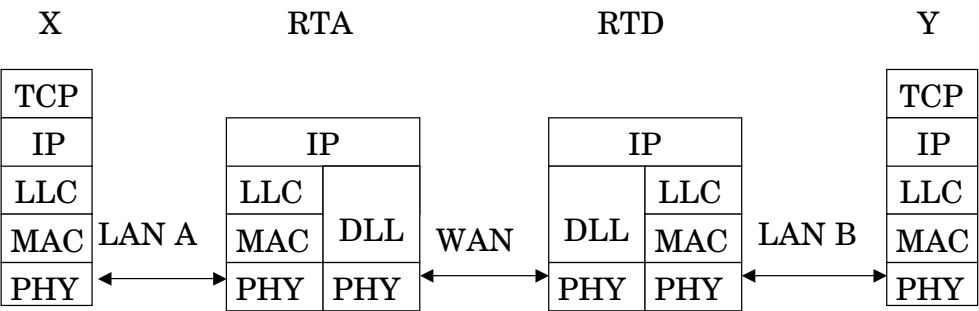 X RTA RTD Y
TCP TCP
IP IP IP IP
LLC LLC LLC LLC
MAC LAN A MAC DLL WAN DLL MAC LAN B MAC
PHY PHY PHY PHY PHY PHY